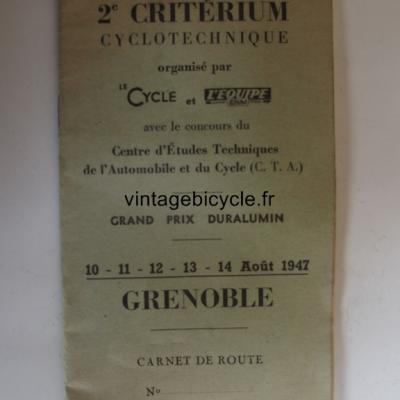 2e CRITÉRIUM
CYCLOTECHNIQUE
organisé par
LE CYCLE et L'ÉQUIPE
avec le concours du
Centre d'Études Techniques
de l'Automobile et du Cycle (C. T. A.)
vintagebicycle.fr
GRAND PRIX DURALUMIN
10 - 11 - 12 - 13 - 14 Août 1947
GRENOBLE
CARNET DE ROUTE
No